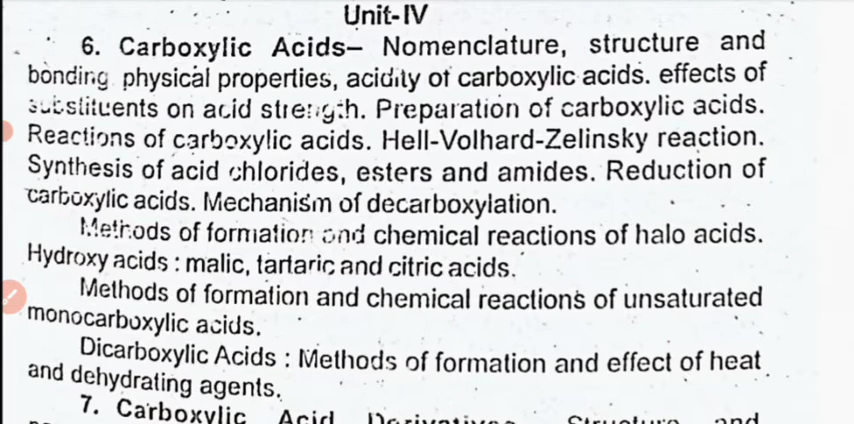 Unit-IV
6. Carboxylic Acids– Nomenclature, structure and
bonding physical properties, acidity of carboxylic acids. effects of
substituents on acid strength. Preparation of carboxylic acids.
Reactions of carboxylic acids. Hell-Volhard-Zelinsky reaction.
Synthesis of acid chlorides, esters and amides. Reduction of
carboxylic acids. Mechanism of decarboxylation.
Methods of formation and chemical reactions of halo acids.
Hydroxy acids : malic, tartaric and citric acids.
Methods of formation and chemical reactions of unsaturated
monocarboxylic acids.
Dicarboxylic Acids : Methods of formation and effect of heat
and dehydrating agents.
7. Carboxylic Acid Derivatives Structure and